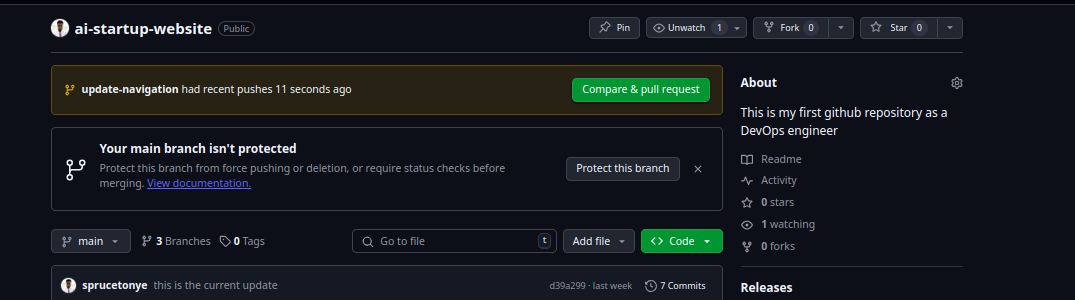 ai-startup-website Public Pin Unwatch 1 Fork 0 Star 0
update-navigation had recent pushes 11 seconds ago Compare & pull request
Your main branch isn't protected
Protect this branch from force pushing or deletion, or require status checks before
merging. View documentation.
Protect this branch
main 3 Branches 0 Tags Go to file t Add file Code
sprucetonye this is the current update d39a299 · last week 7 Commits
About
This is my first github repository as a
DevOps engineer
Readme
Activity
0 stars
1 watching
0 forks
Releases